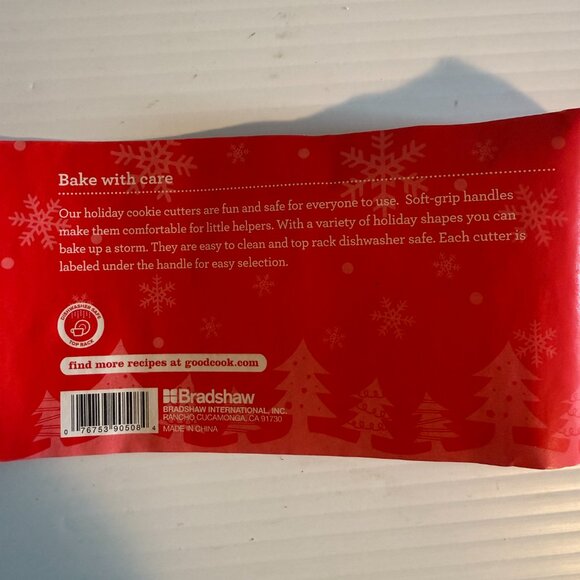 Bake with care
Our holiday cookie cutters are fun and safe for everyone to use. Soft-grip handles
make them comfortable for little helpers. With a variety of holiday shapes you can
bake up a storm. They are easy to clean and top rack dishwasher safe. Each cutter is
labeled under the handle for easy selection.
DISHWASHER SAFE
TOP RACK
find more recipes at goodcook.com
Bradshaw
BRADSHAW INTERNATIONAL, INC.
RANCHO CUCAMONGA, CA 91730
MADE IN CHINA
0 76753 90508 4